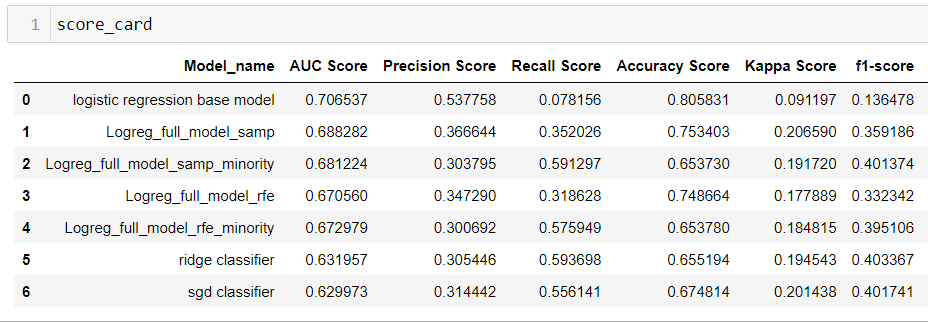 1 score_card
Model_name AUC Score Precision Score Recall Score Accuracy Score Kappa Score f1-score
0 logistic regression base model 0.706537 0.537758 0.078156 0.805831 0.091197 0.136478
1 Logreg_full_model_samp 0.688282 0.366644 0.352026 0.753403 0.206590 0.359186
2 Logreg_full_model_samp_minority 0.681224 0.303795 0.591297 0.653730 0.191720 0.401374
3 Logreg_full_model_rfe 0.670560 0.347290 0.318628 0.748664 0.177889 0.332342
4 Logreg_full_model_rfe_minority 0.672979 0.300692 0.575949 0.653780 0.184815 0.395106
5 ridge classifier 0.631957 0.305446 0.593698 0.655194 0.194543 0.403367
6 sgd classifier 0.629973 0.314442 0.556141 0.674814 0.201438 0.401741